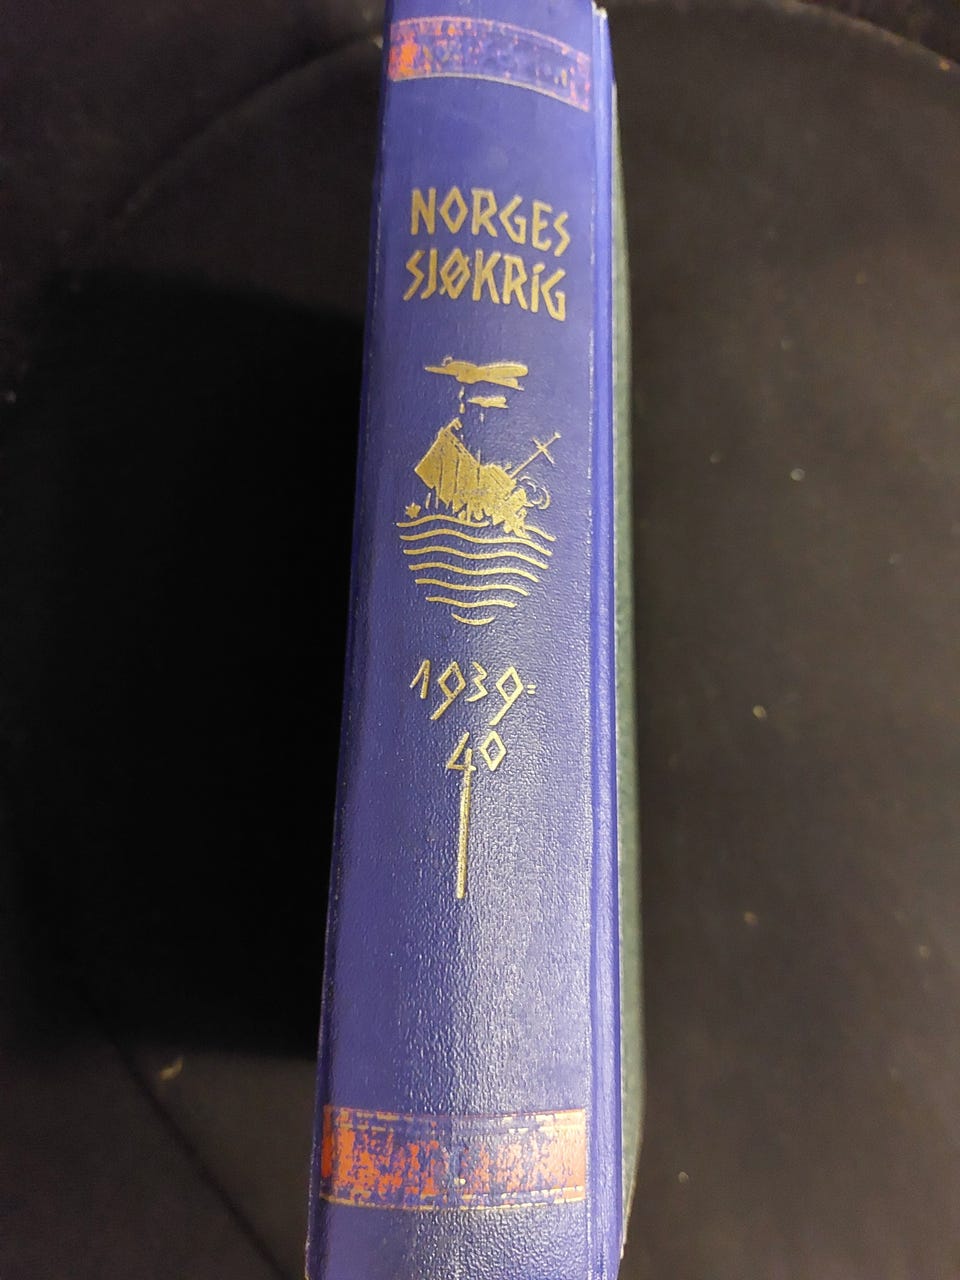 NORGES
SJØKRIG
1939=
40